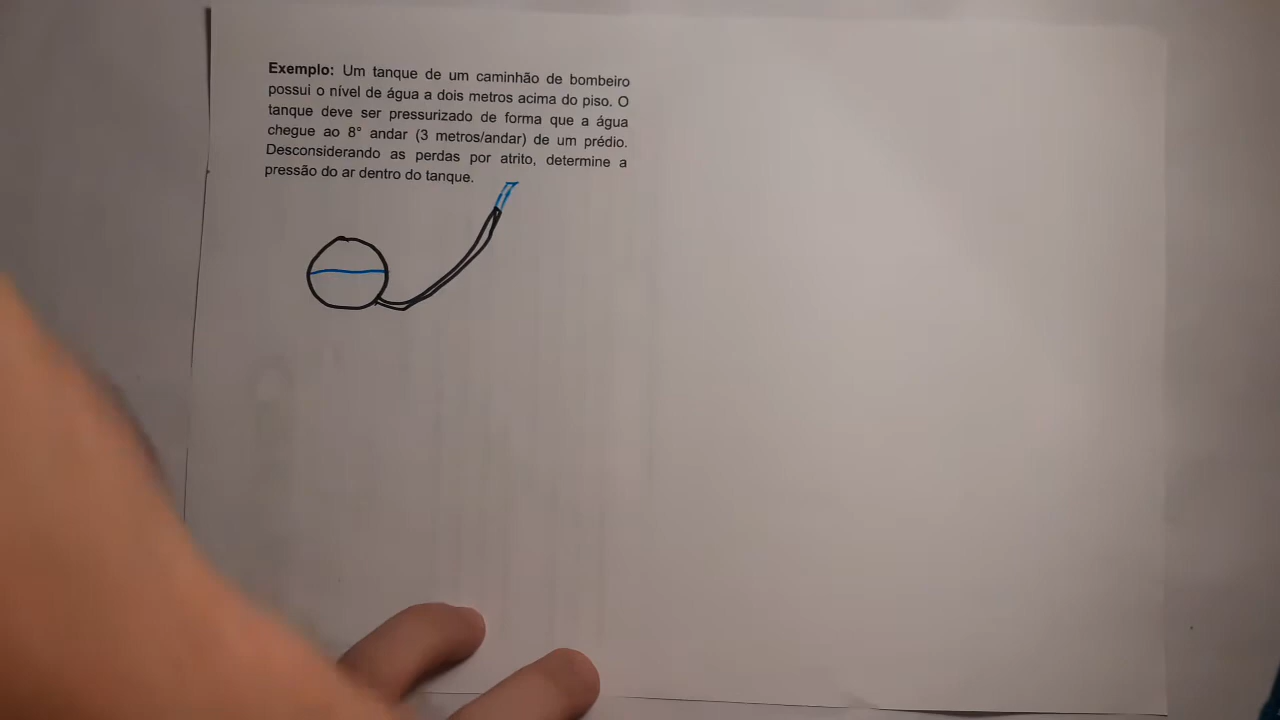 Exemplo: Um tanque de um caminhão de bombeiro
possui o nível de água a dois metros acima do piso. O
tanque deve ser pressurizado de forma que a água
chegue ao 8° andar (3 metros/andar) de um prédio.
Desconsiderando as perdas por atrito, determine a
pressão do ar dentro do tanque.